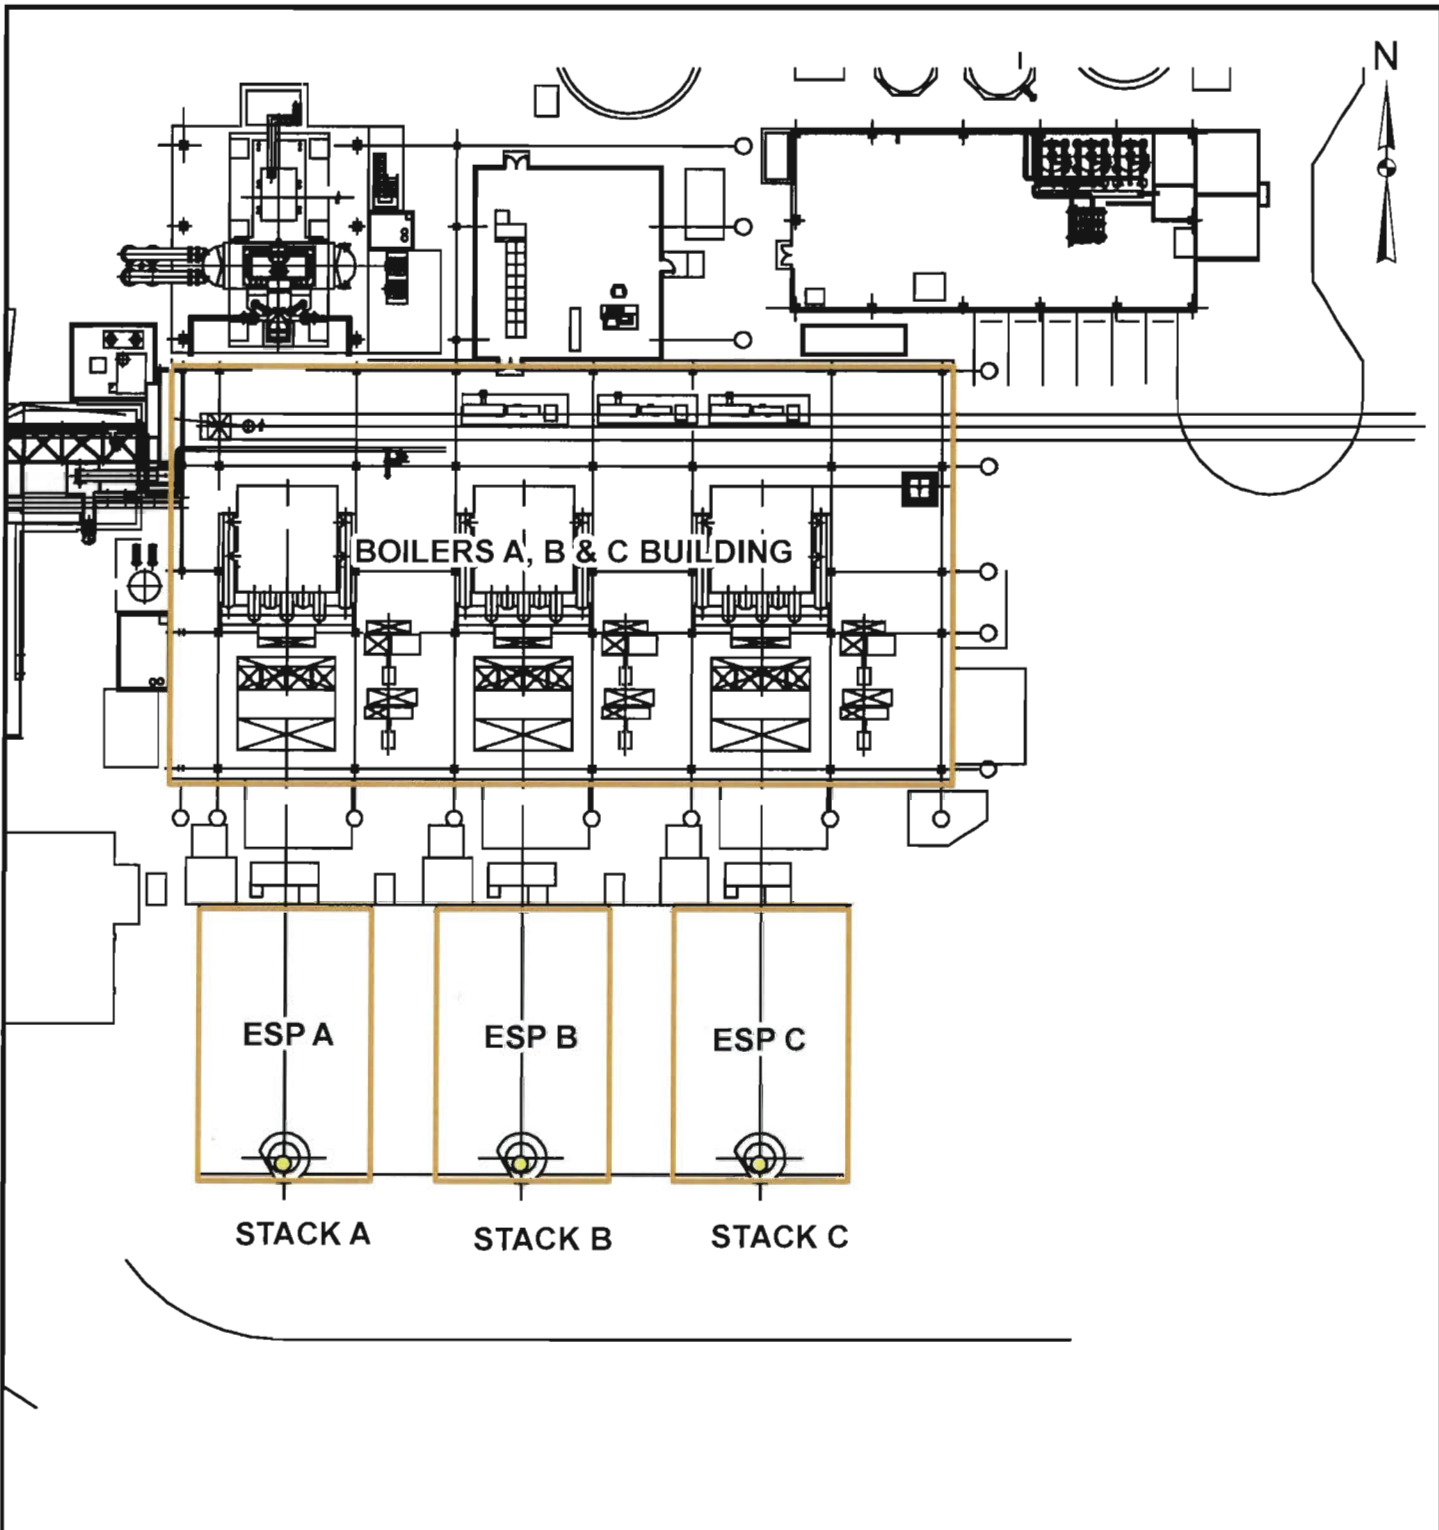 N
BOILERS A, B & C BUILDING
ESP A
ESP B
ESP C
STACK A
STACK B
STACK C